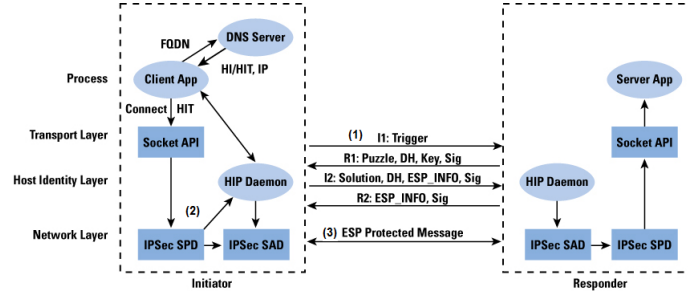 DNS Server
FQDN
HI/HIT, IP
Process
Client App
Server App
Connect
HIT
Transport Layer
Socket API
(1)
I1: Trigger
Socket API
R1: Puzzle, DH, Key, Sig
Host Identity Layer
HIP Daemon
I2: Solution, DH, ESP_INFO, Sig
HIP Daemon
(2)
R2: ESP_INFO, Sig
Network Layer
IPSec SPD
IPSec SAD
(3)
ESP Protected Message
IPSec SAD
IPSec SPD
Initiator
Responder